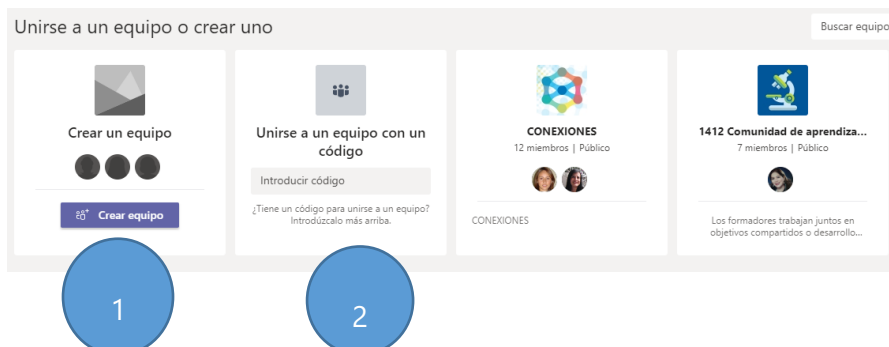 Unirse a un equipo o crear uno
Buscar equipo
Crear un equipo
Crear equipo
Unirse a un equipo con un
código
Introducir código
¿Tiene un código para unirse a un equipo?
Introdúzcalo más arriba.
CONEXIONES
12 miembros | Público
CONEXIONES
1412 Comunidad de aprendiza...
7 miembros | Público
Los formadores trabajan juntos en
objetivos compartidos o desarrollo...
1
2